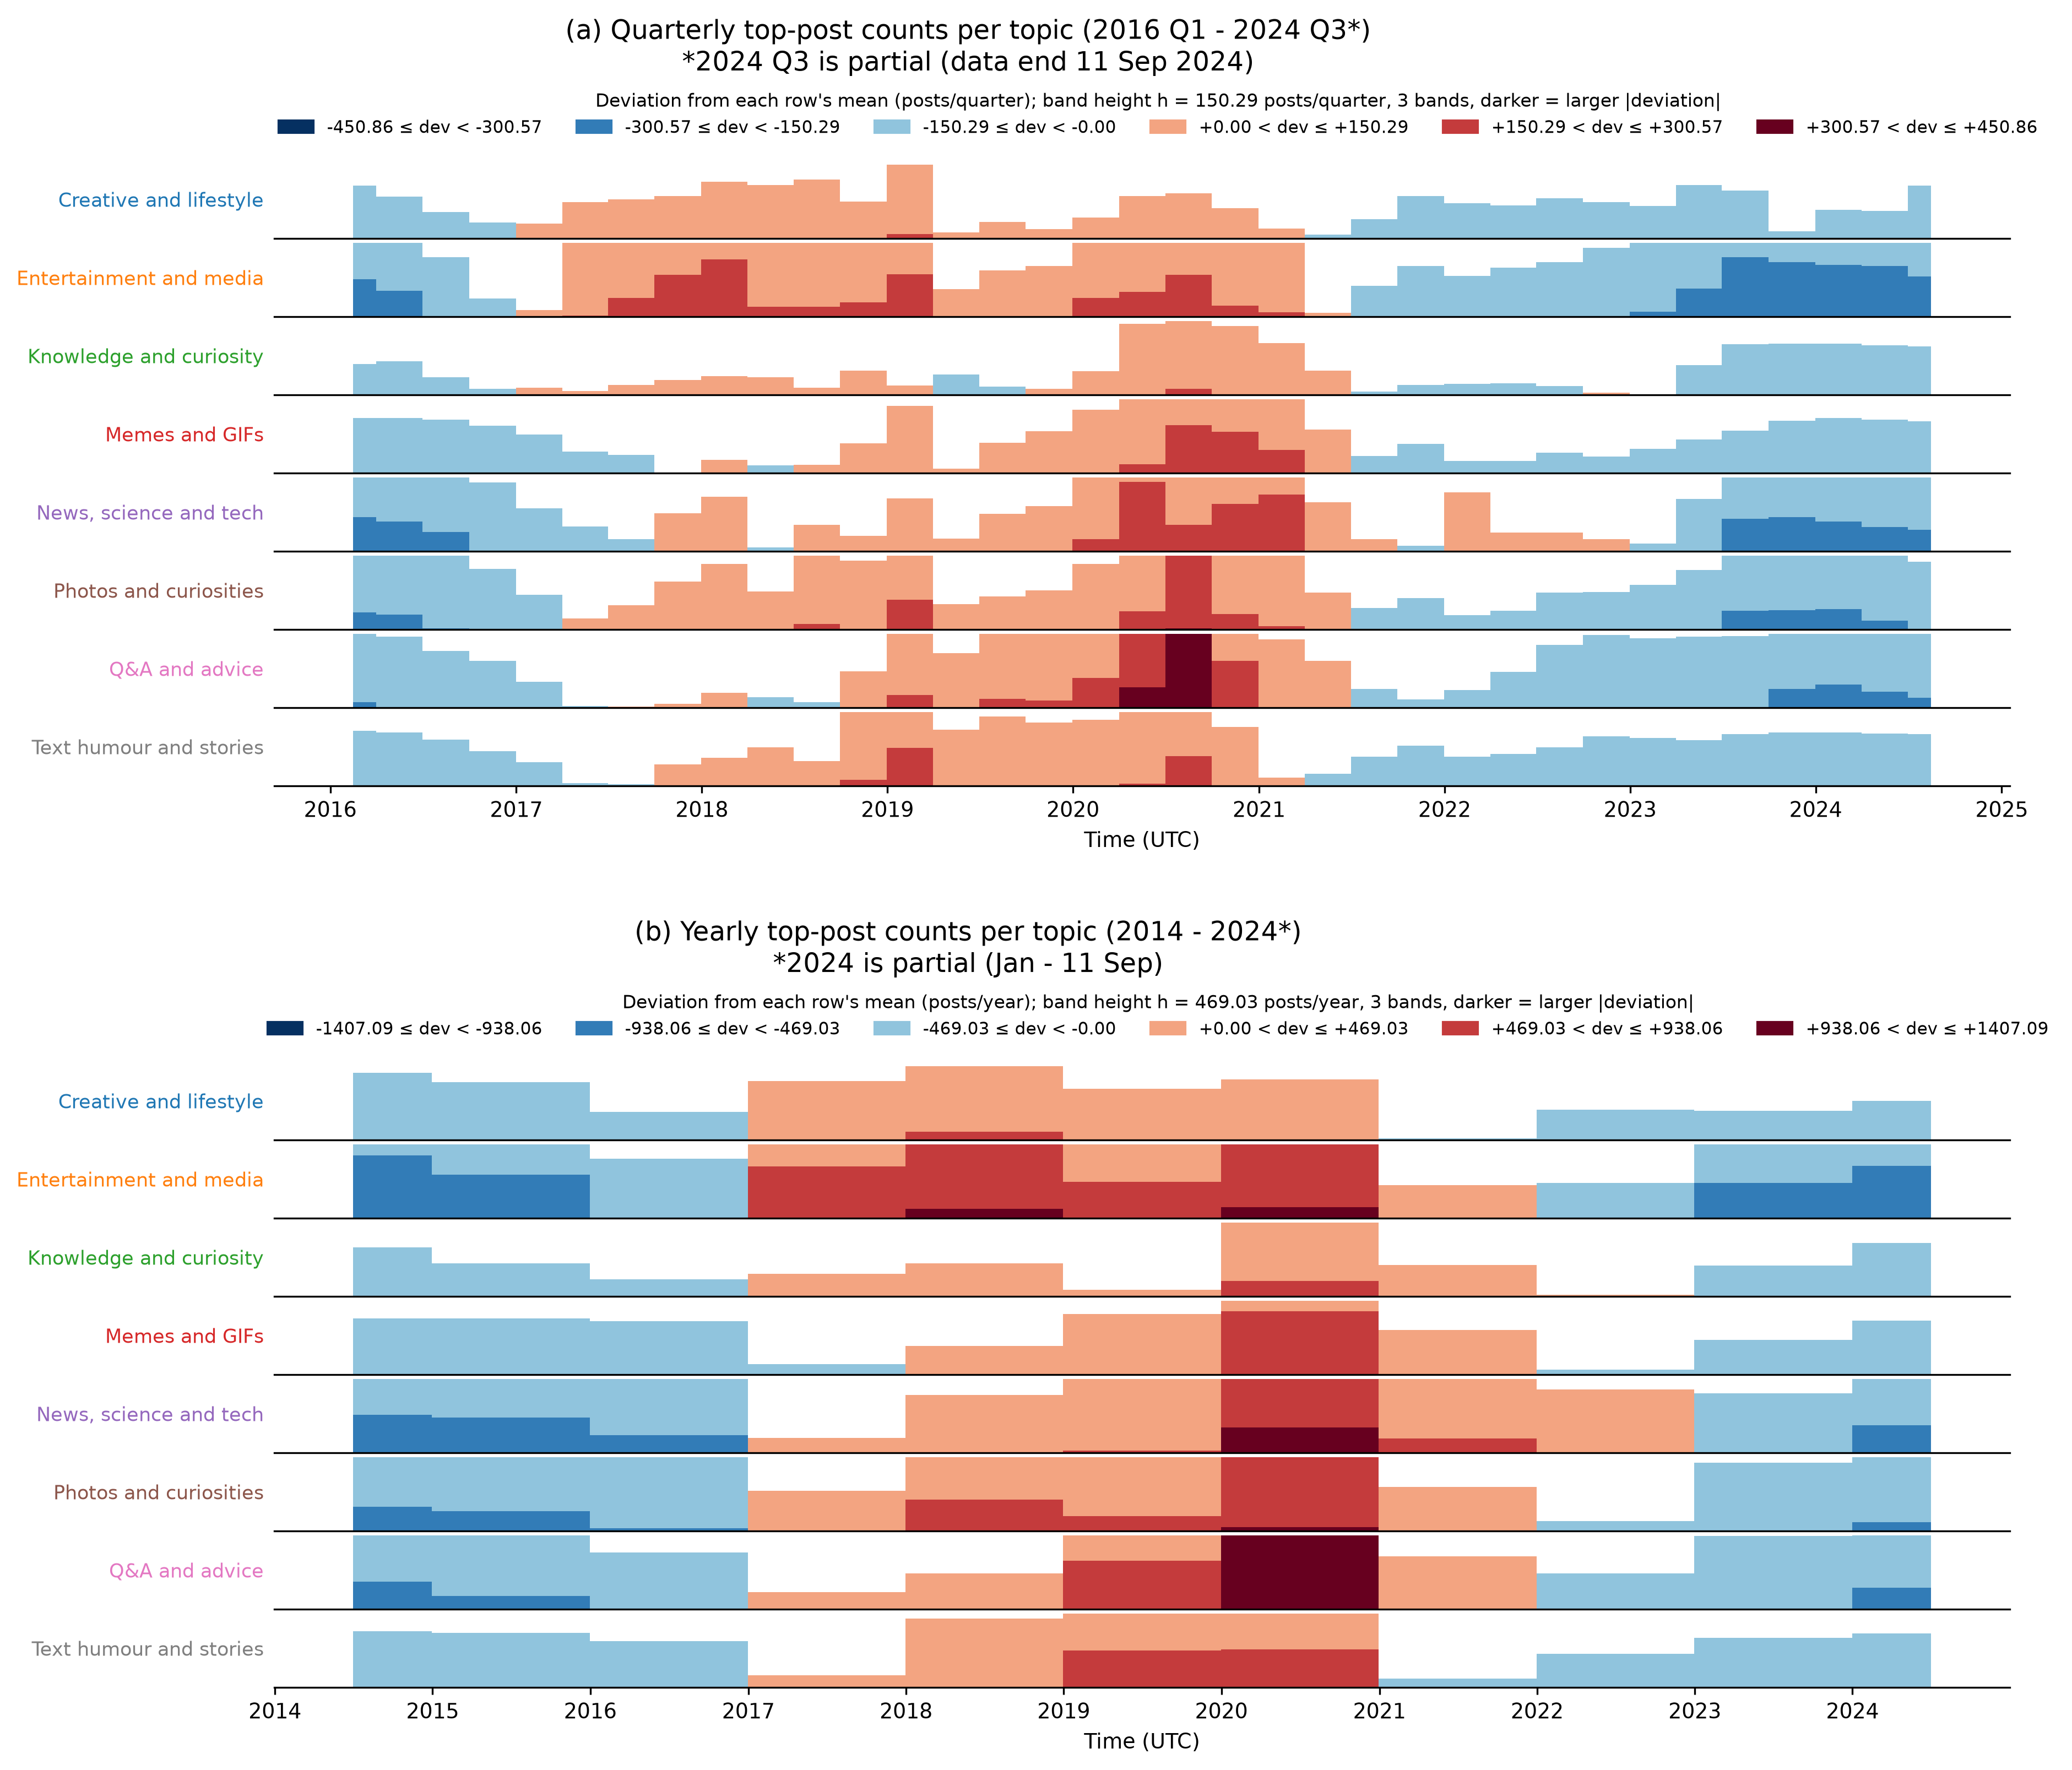 (a) Quarterly top-post counts per topic (2016 Q1 - 2024 Q3*)
*2024 Q3 is partial (data end 11 Sep 2024)
Deviation from each row's mean (posts/quarter); band height h = 150.29 posts/quarter, 3 bands, darker = larger |deviation|
-450.86 ≤ dev < -300.57 -300.57 ≤ dev < -150.29 -150.29 ≤ dev < -0.00 +0.00 < dev ≤ +150.29 +150.29 < dev ≤ +300.57 +300.57 < dev ≤ +450.86
Creative and lifestyle
Entertainment and media
Knowledge and curiosity
Memes and GIFs
News, science and tech
Photos and curiosities
Q&A and advice
Text humour and stories
2016 2017 2018 2019 2020 2021 2022 2023 2024 2025
Time (UTC)
(b) Yearly top-post counts per topic (2014 - 2024*)
*2024 is partial (Jan - 11 Sep)
Deviation from each row's mean (posts/year); band height h = 469.03 posts/year, 3 bands, darker = larger |deviation|
-1407.09 ≤ dev < -938.06 -938.06 ≤ dev < -469.03 -469.03 ≤ dev < -0.00 +0.00 < dev ≤ +469.03 +469.03 < dev ≤ +938.06 +938.06 < dev ≤ +1407.09
Creative and lifestyle
Entertainment and media
Knowledge and curiosity
Memes and GIFs
News, science and tech
Photos and curiosities
Q&A and advice
Text humour and stories
2014 2015 2016 2017 2018 2019 2020 2021 2022 2023 2024
Time (UTC)